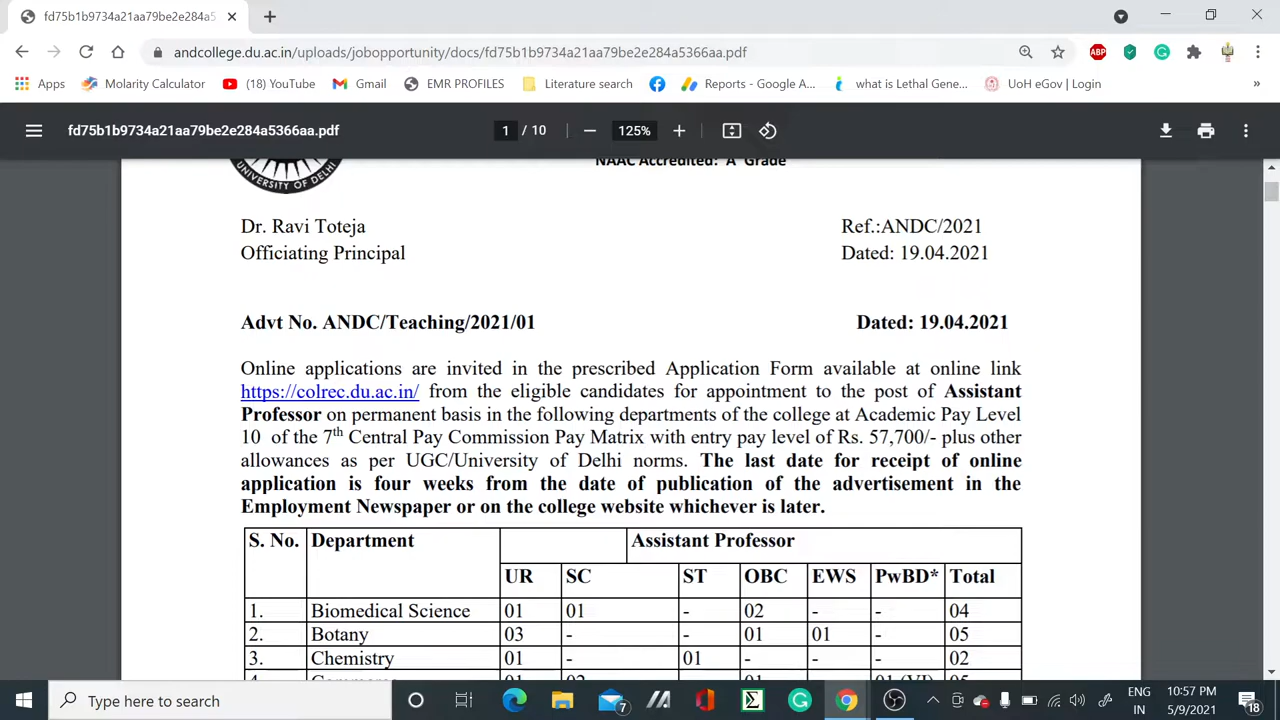 fd75b1b9734a21aa79be2e284a5
andcollege.du.ac.in/uploads/jobopportunity/docs/fd75b1b9734a21aa79be2e284a5366aa.pdf
ABP
Apps Molarity Calculator (18) YouTube Gmail EMR PROFILES Literature search Reports - Google A... what is Lethal Gene... UoH eGov | Login »
fd75b1b9734a21aa79be2e284a5366aa.pdf 1 / 10 125%
NAAC Accredited: 'A' Grade
UNIVERSITY OF DELHI
Dr. Ravi Toteja Ref.:ANDC/2021
Officiating Principal Dated: 19.04.2021
Advt No. ANDC/Teaching/2021/01 Dated: 19.04.2021
Online applications are invited in the prescribed Application Form available at online link
https://colrec.du.ac.in/ from the eligible candidates for appointment to the post of Assistant
Professor on permanent basis in the following departments of the college at Academic Pay Level
10 of the 7th Central Pay Commission Pay Matrix with entry pay level of Rs. 57,700/- plus other
allowances as per UGC/University of Delhi norms. The last date for receipt of online
application is four weeks from the date of publication of the advertisement in the
Employment Newspaper or on the college website whichever is later.
S. No. Department Assistant Professor
UR SC ST OBC EWS PwBD* Total
1. Biomedical Science 01 01 - 02 - - 04
2. Botany 03 - - 01 01 - 05
3. Chemistry 01 - 01 - - - 02
Type here to search
7
ENG
IN
10:57 PM
5/9/2021
18